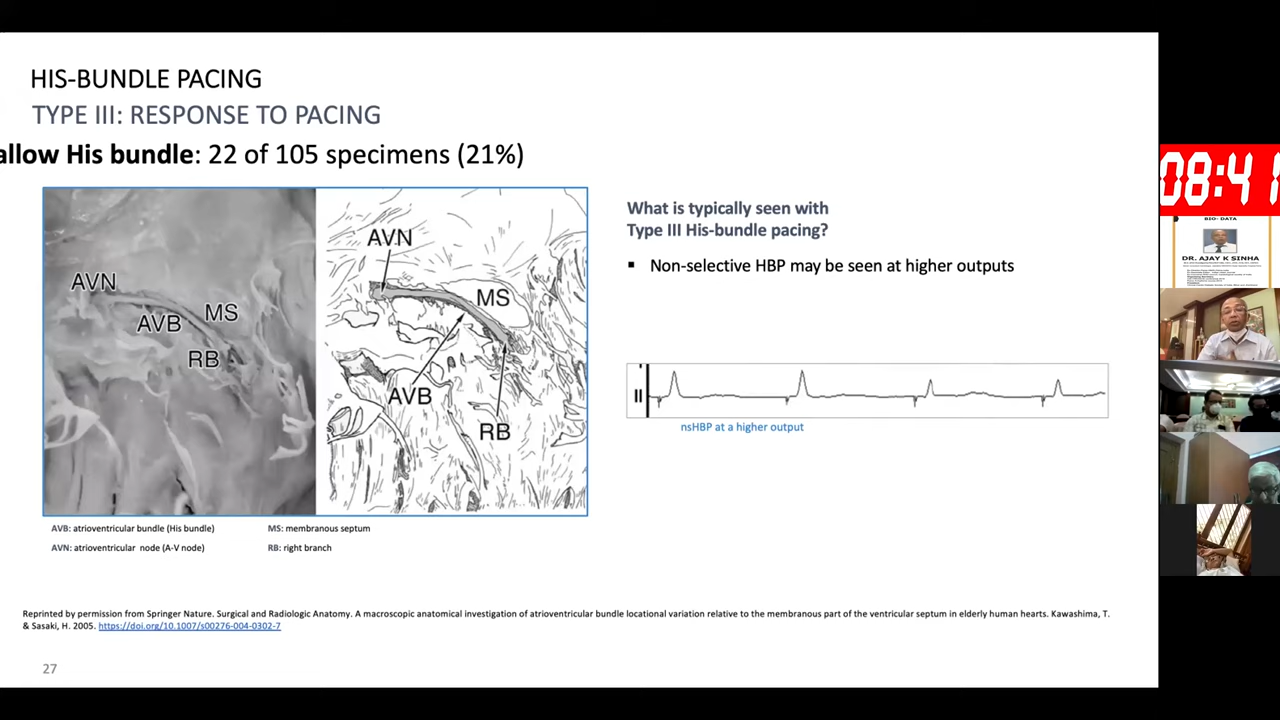 HIS-BUNDLE PACING
TYPE III: RESPONSE TO PACING
allow His bundle: 22 of 105 specimens (21%)
AVN
AVB
MS
RB
AVN
MS
AVB
RB
What is typically seen with
Type III His-bundle pacing?
▪ Non-selective HBP may be seen at higher outputs
II
nsHBP at a higher output
AVB: atrioventricular bundle (His bundle)
MS: membranous septum
AVN: atrioventricular node (A-V node)
RB: right branch
Reprinted by permission from Springer Nature. Surgical and Radiologic Anatomy. A macroscopic anatomical investigation of atrioventricular bundle locational variation relative to the membranous part of the ventricular septum in elderly human hearts. Kawashima, T.
& Sasaki, H. 2005. https://doi.org/10.1007/s00276-004-0302-7
27
08:41
BIO- DATA
DR. AJAY K SINHA